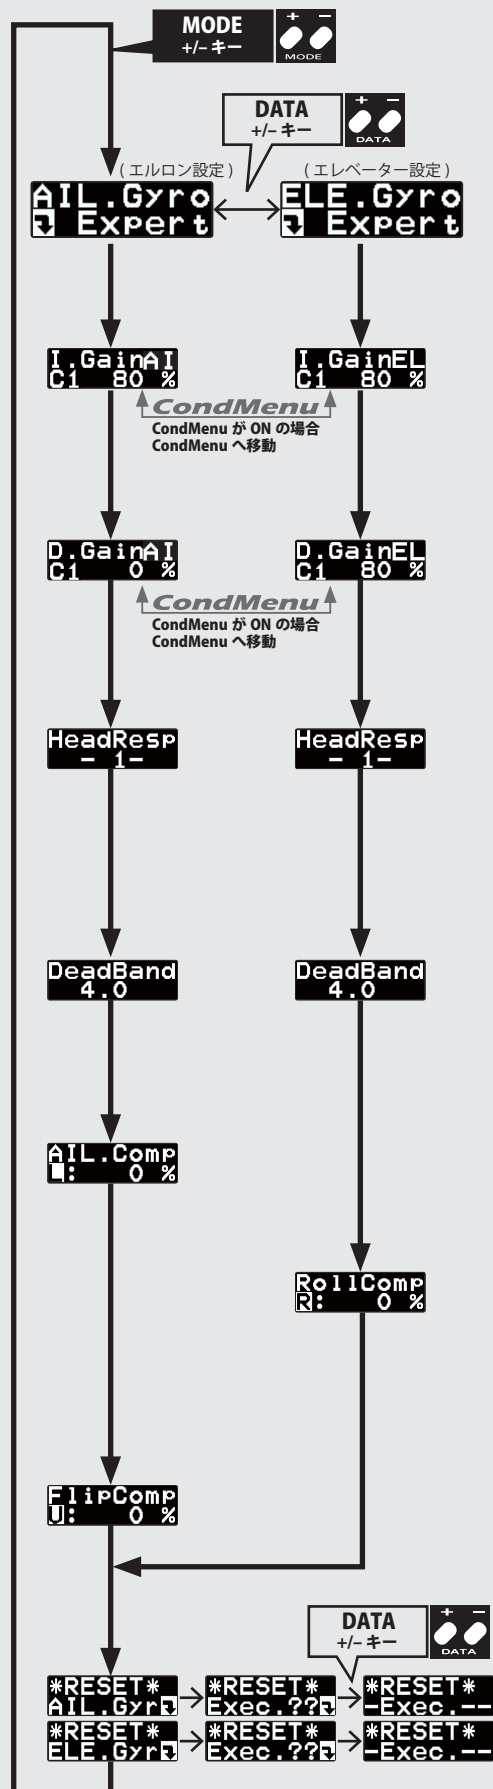 MODE
+/– キー
+ −
MODE
DATA
+/– キー
+ −
DATA
( エルロン設定 )
( エレベーター設定 )
AIL.Gyro
Expert
ELE.Gyro
Expert
I.GainAI
C1 80 %
I.GainEL
C1 80 %
CondMenu
CondMenu が ON の場合
CondMenu へ移動
D.GainAI
C1 0 %
D.GainEL
C1 80 %
CondMenu
CondMenu が ON の場合
CondMenu へ移動
HeadResp
- 1-
HeadResp
- 1-
DeadBand
4.0
DeadBand
4.0
AIL.Comp
L: 0 %
RollComp
R: 0 %
FlipComp
U: 0 %
DATA
+/– キー
+ −
DATA
*RESET*
AIL.Gyr
*RESET*
Exec.??
*RESET*
-Exec.--
*RESET*
ELE.Gyr
*RESET*
Exec.??
*RESET*
-Exec.--